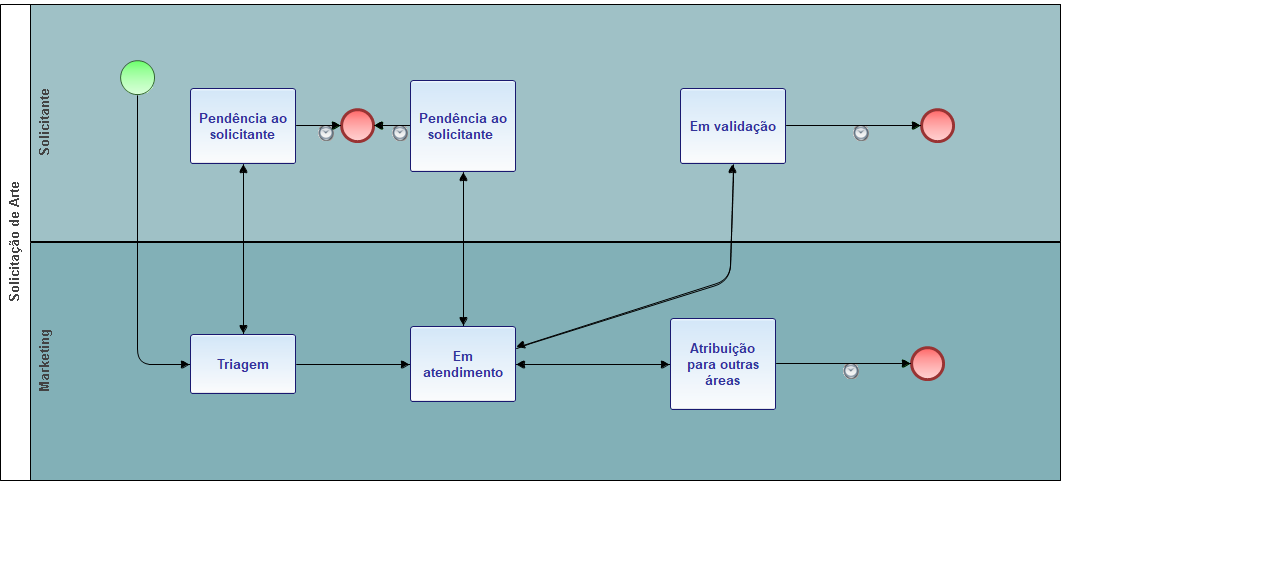 Solicitação de Arte
Solicitante
Pendência ao
solicitante
Pendência ao
solicitante
Em validação
Marketing
Triagem
Em
atendimento
Atribuição
para outras
áreas